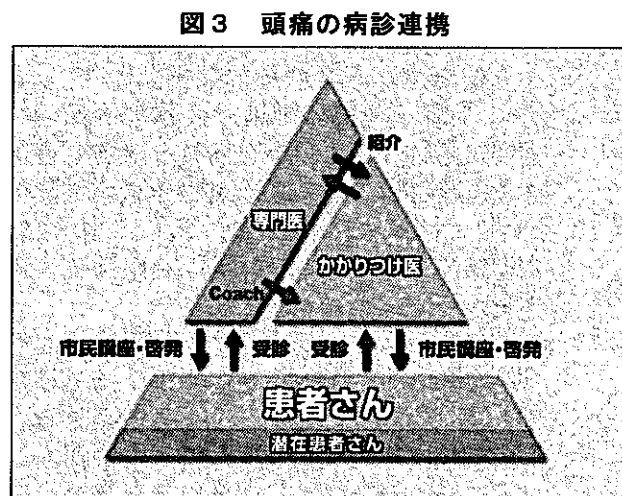 図3 頭痛の病診連携
紹介
専門医
かかりつけ医
Coach
市民講座・啓発 受診 受診 市民講座・啓発
患者さん
潜在患者さん